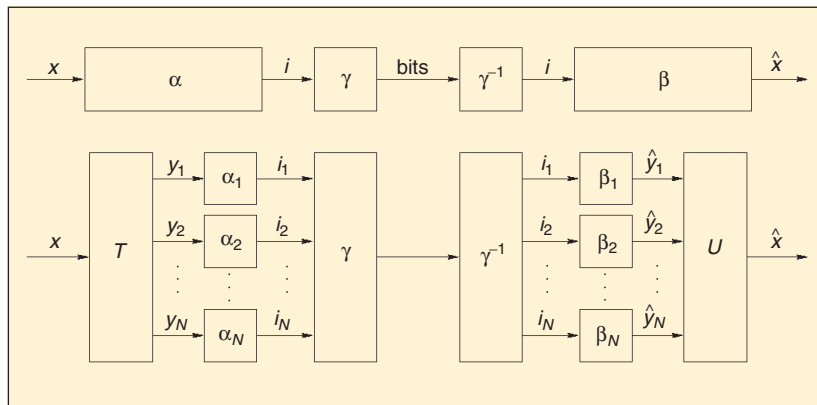 x α i γ bits γ⁻¹ i β x̂
x T y₁ α₁ i₁ γ γ⁻¹ i₁ β₁ ŷ₁ U x̂
y₂ α₂ i₂ i₂ β₂ ŷ₂
y_N α_N i_N i_N β_N ŷ_N